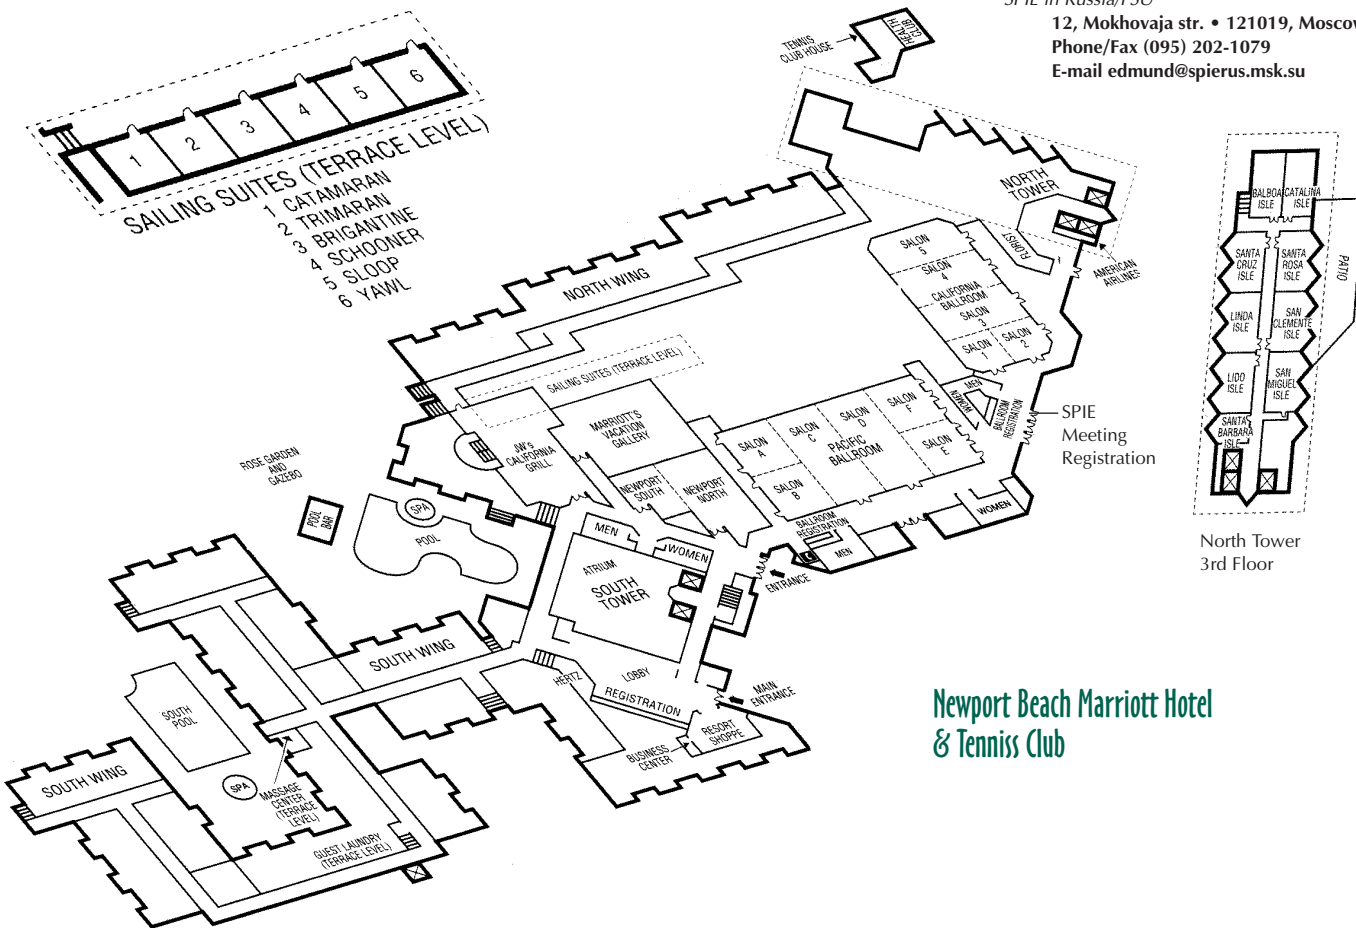 SPIE in Russia/FSU
12, Mokhovaja str. • 121019, Moscow
Phone/Fax (095) 202-1079
E-mail edmund@spierus.msk.su
TENNIS
CLUB HOUSE
HEALTH
CLUB
1
2
3
4
5
6
SAILING SUITES (TERRACE LEVEL)
1 CATAMARAN
2 TRIMARAN
3 BRIGANTINE
4 SCHOONER
5 SLOOP
6 YAWL
NORTH
TOWER
FLORIST
AMERICAN
AIRLINES
NORTH WING
SALON
5
SALON
4
CALIFORNIA
BALLROOM
SALON
3
SALON
1
SALON
2
SAILING SUITES (TERRACE LEVEL)
MEN
WOMEN
BALLROOM
REGISTRATION
SPIE
Meeting
Registration
BALBOA
ISLE
CATALINA
ISLE
SANTA
CRUZ
ISLE
SANTA
ROSA
ISLE
PATIO
LINDA
ISLE
SAN
CLEMENTE
ISLE
LIDO
ISLE
SAN
MIGUEL
ISLE
SANTA
BARBARA
ISLE
North Tower
3rd Floor
JW's
CALIFORNIA
GRILL
MARRIOTT'S
VACATION
GALLERY
NEWPORT
SOUTH
NEWPORT
NORTH
SALON
A
SALON
C
SALON
D
SALON
F
PACIFIC
BALLROOM
SALON
B
SALON
E
BALLROOM
REGISTRATION
MEN
WOMEN
ROSE GARDEN
AND
GAZEBO
POOL
BAR
SPA
POOL
MEN
WOMEN
ATRIUM
SOUTH
TOWER
ENTRANCE
SOUTH WING
HERTZ
LOBBY
REGISTRATION
MAIN
ENTRANCE
RESORT
SHOPPE
BUSINESS
CENTER
SOUTH
POOL
SOUTH WING
SPA
MASSAGE
CENTER
(TERRACE
LEVEL)
GUEST LAUNDRY
(TERRACE LEVEL)
Newport Beach Marriott Hotel
& Tenniss Club